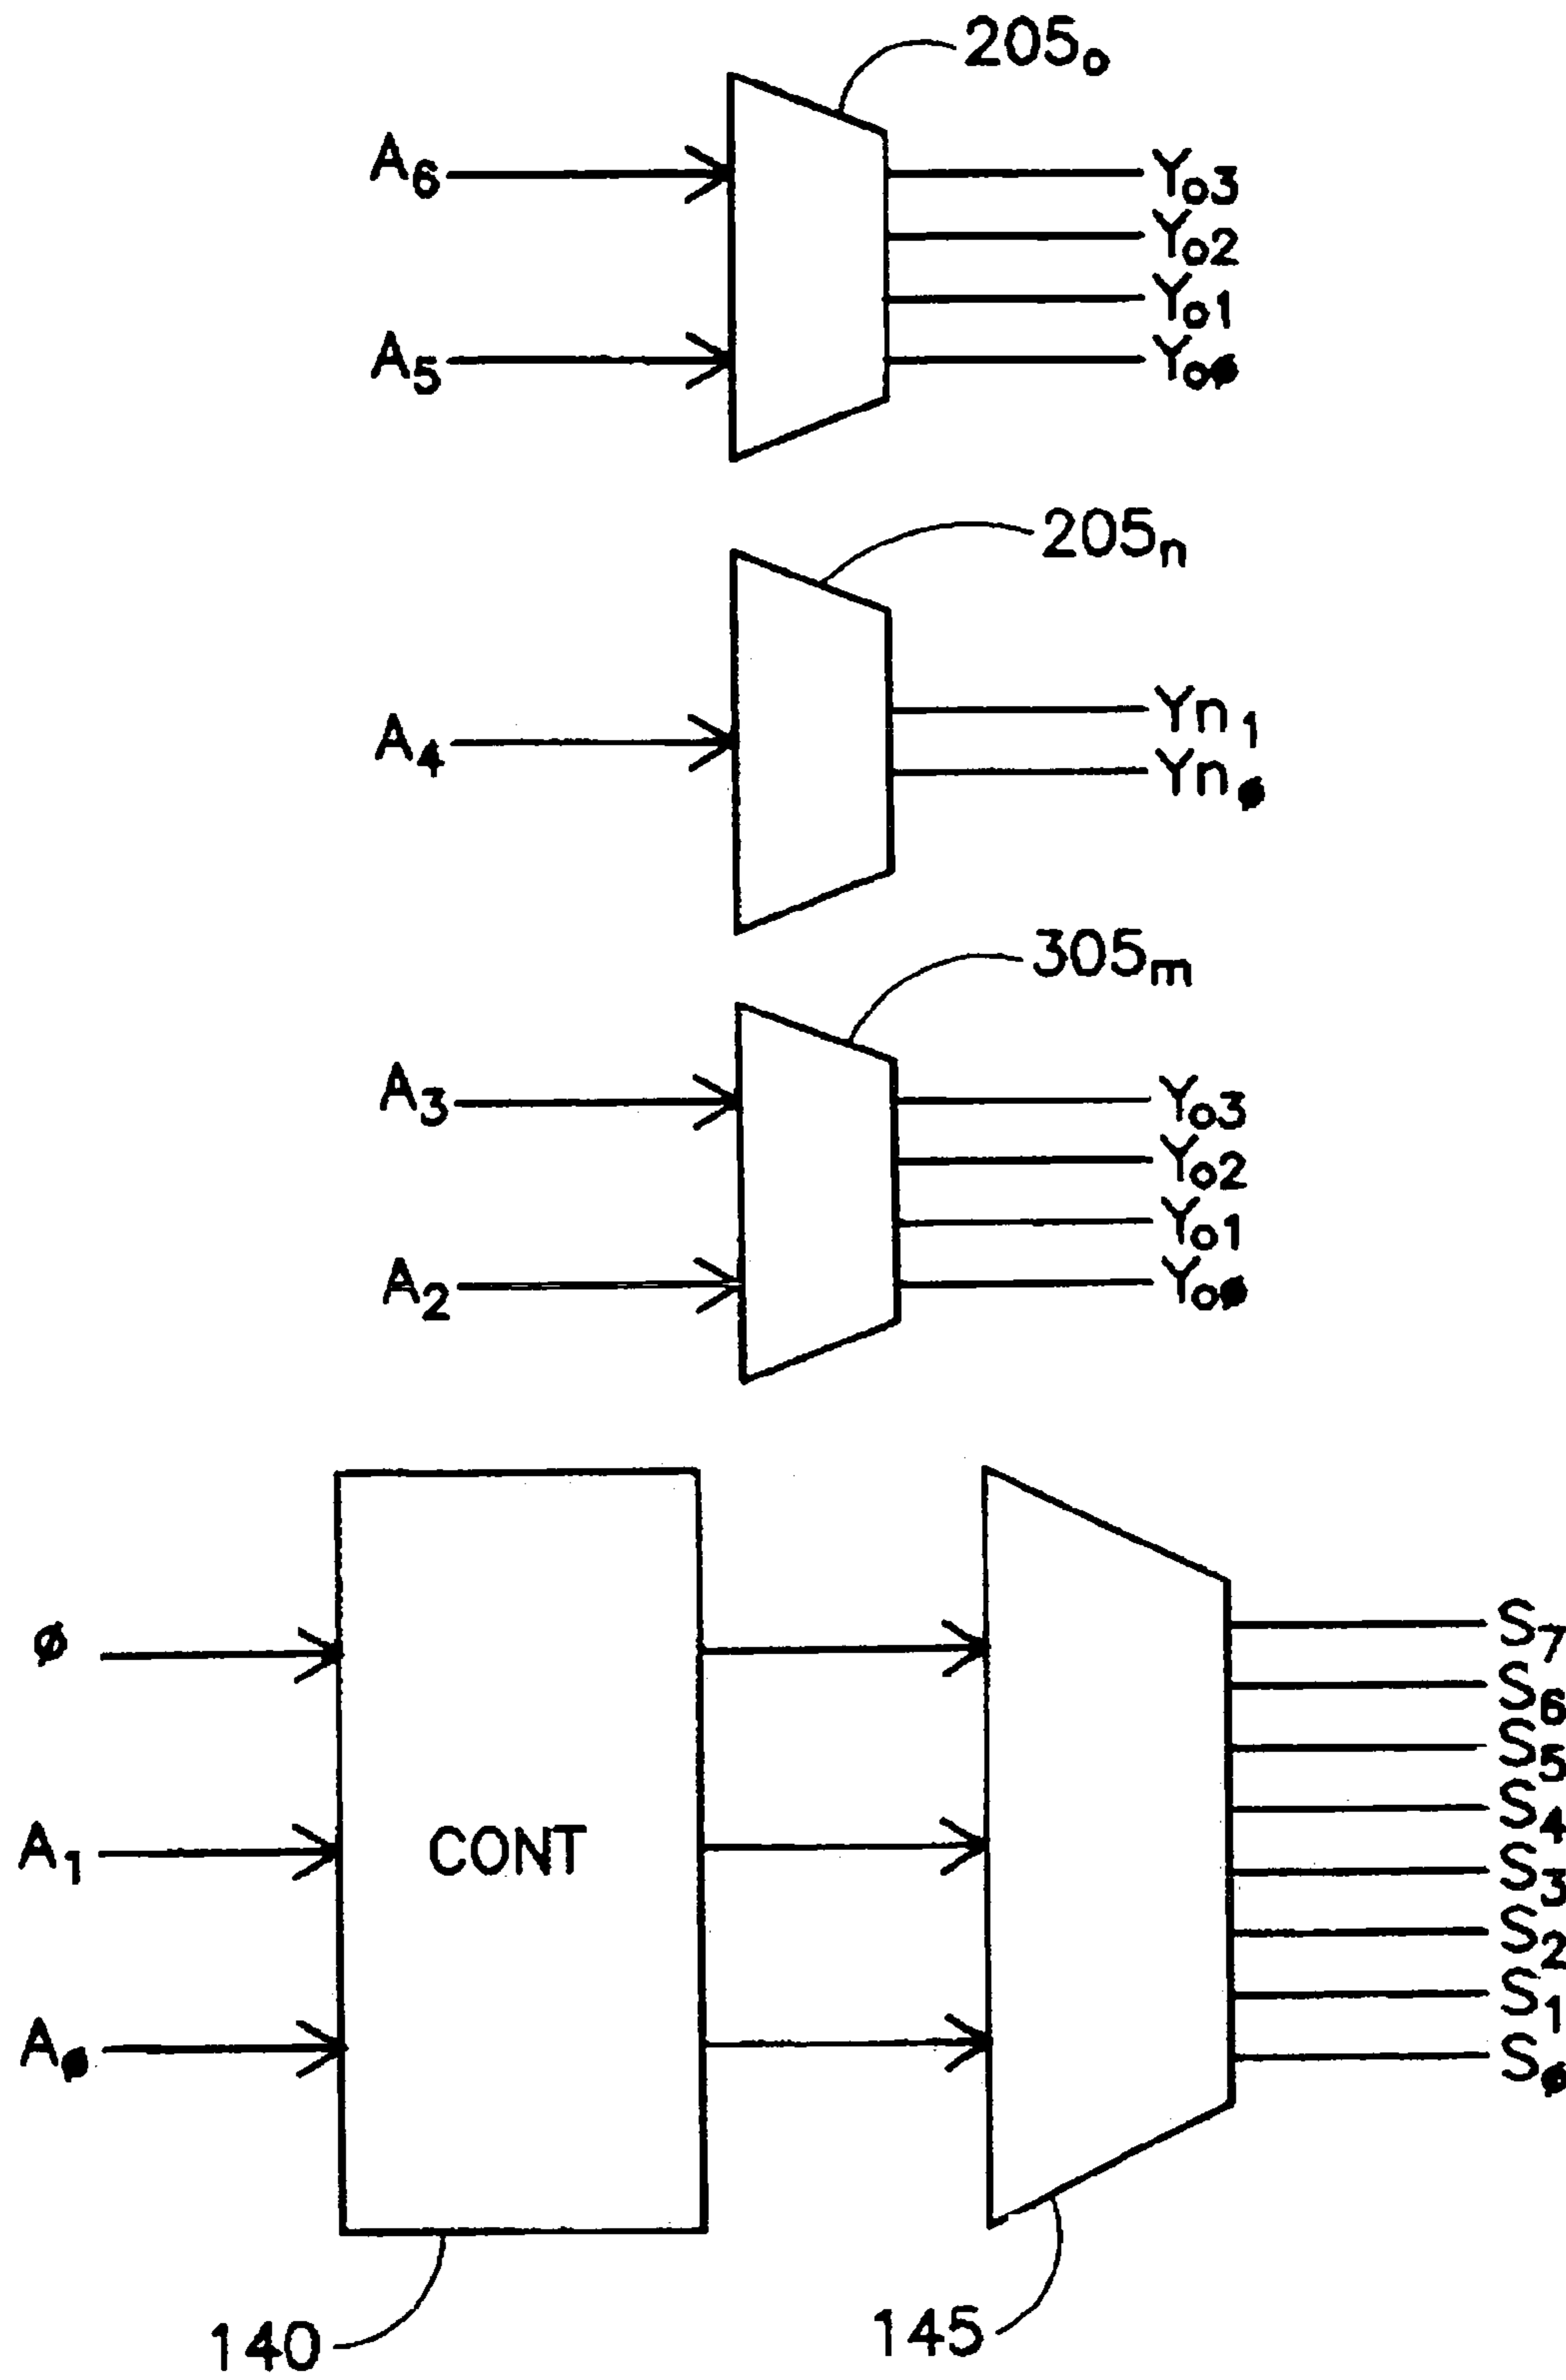 205ₒ
A₆
Yₒ₃
Yₒ₂
A₅
Yₒ₁
Yₒø
205ₙ
A₄
Yn₁
Ynø
305ₘ
A₃
Yₒ₃
Yₒ₂
A₂
Yₒ₁
Yₒø
ø
S₇
S₆
S₅
A₁
CONT
S₄
S₃
S₂
Aø
S₁
Sø
140
145